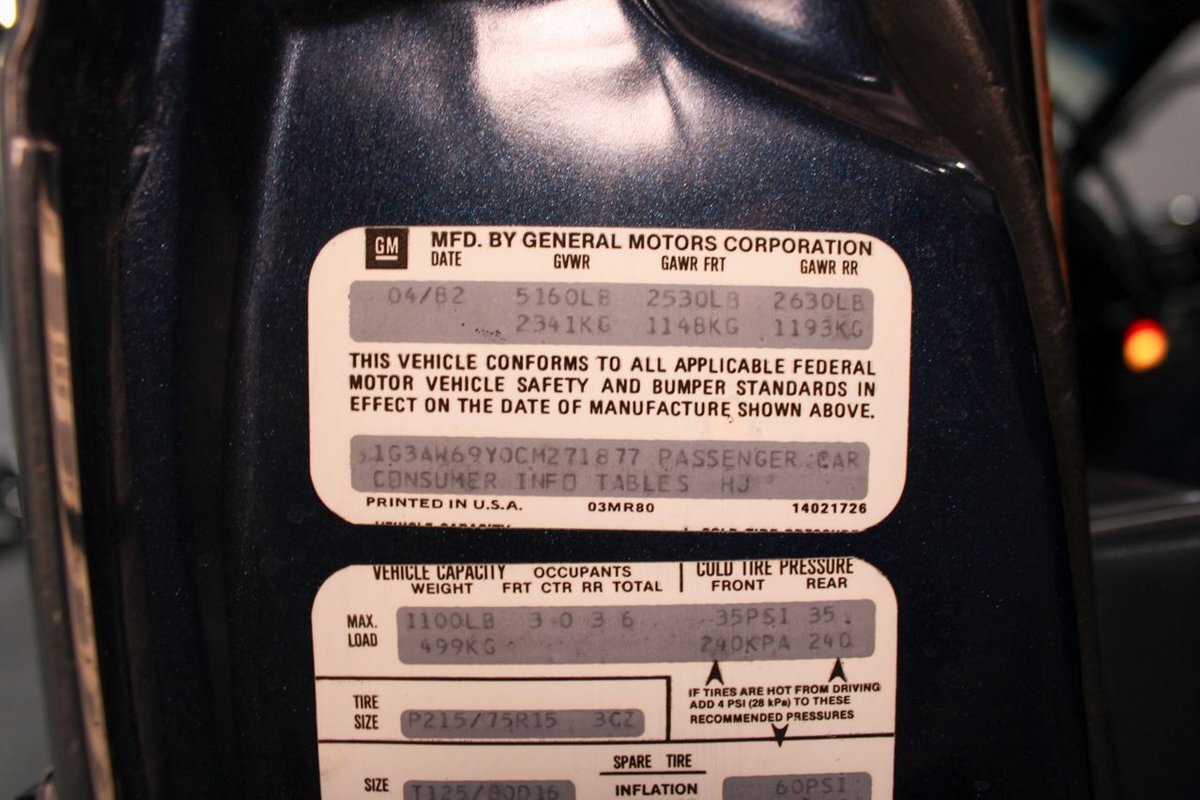 GM MFD. BY GENERAL MOTORS CORPORATION
DATE GVWR GAWR FRT GAWR RR
04/82 5160LB 2530LB 2630LB
2341KG 1148KG 1193KG
THIS VEHICLE CONFORMS TO ALL APPLICABLE FEDERAL
MOTOR VEHICLE SAFETY AND BUMPER STANDARDS IN
EFFECT ON THE DATE OF MANUFACTURE SHOWN ABOVE.
1G3AW69Y0CM271877 PASSENGER CAR
CONSUMER INFO TABLES HJ
PRINTED IN U.S.A. 03MR80 14021726
VEHICLE CAPACITY OCCUPANTS COLD TIRE PRESSURE
WEIGHT FRT CTR RR TOTAL FRONT REAR
MAX. LOAD 1100LB 3 0 3 6 35PSI 35
499KG 240KPA 240
IF TIRES ARE HOT FROM DRIVING
ADD 4 PSI (28 kPa) TO THESE
RECOMMENDED PRESSURES
TIRE SIZE P215/75R15 3CZ
SPARE TIRE
SIZE T125/80D16 INFLATION 60PSI